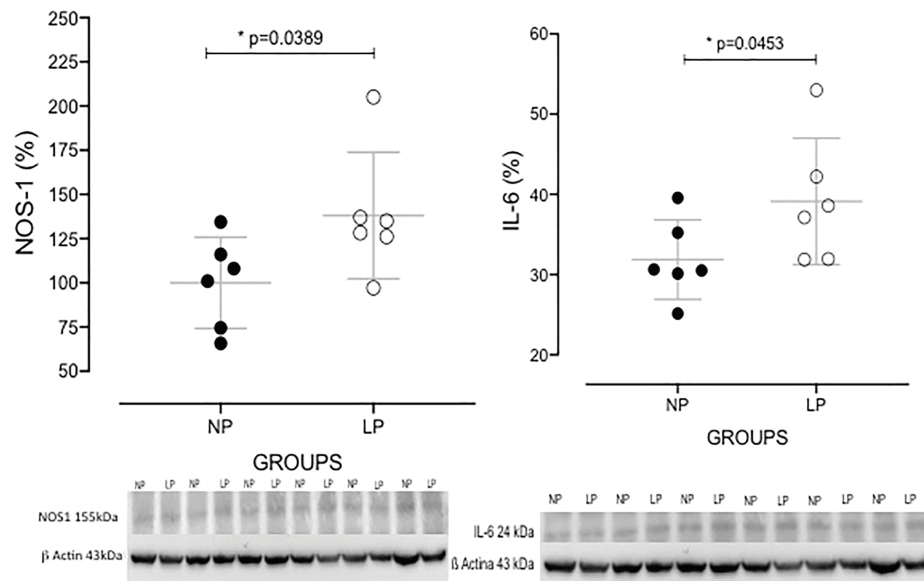 250
225
200
175
150
125
100
75
50
NOS-1 (%)
* p=0.0389
NP LP
GROUPS
60
50
40
30
20
IL-6 (%)
* p=0.0453
NP LP
GROUPS
NP LP NP LP NP LP NP LP NP LP NP LP
NOS1 155kDa
β Actin 43kDa
NP LP NP LP NP LP NP LP NP LP NP LP
IL-6 24 kDa
ß Actina 43 kDa